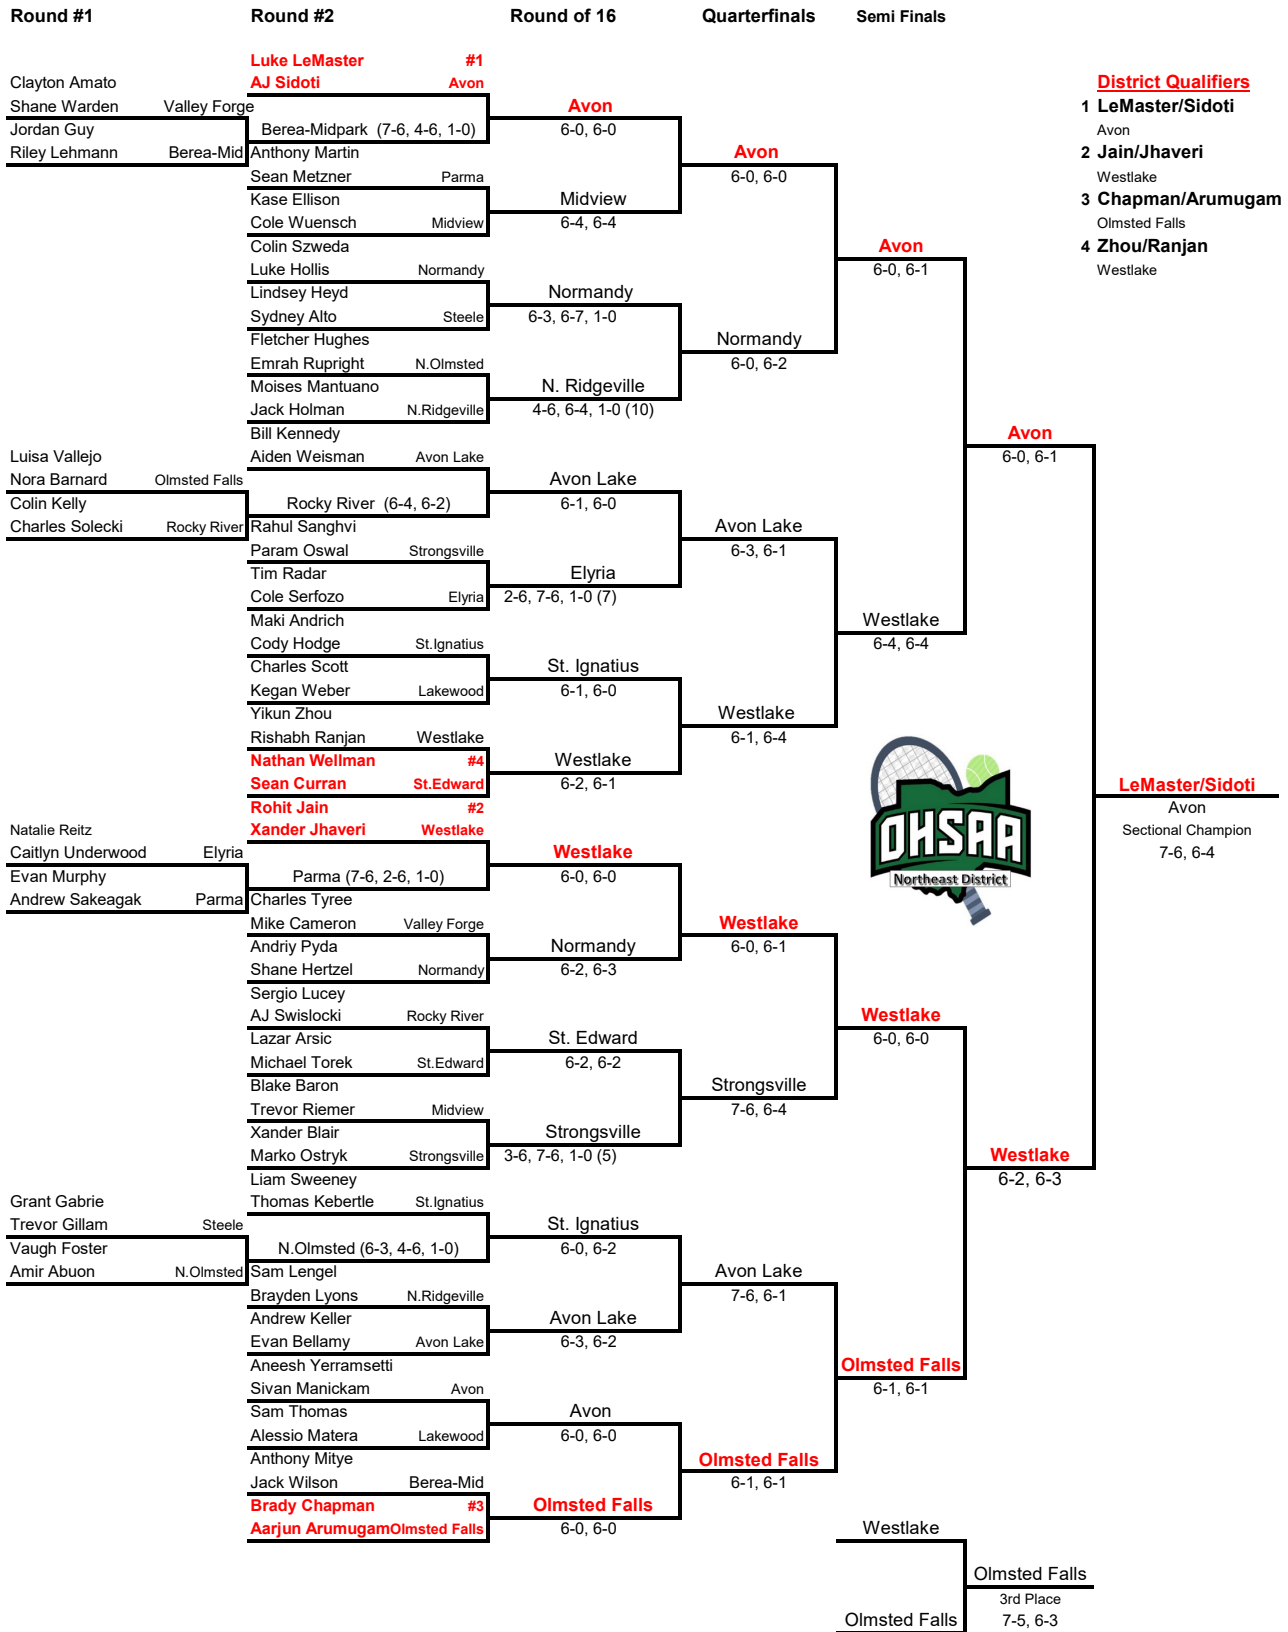 Round #1
Round #2
Round of 16
Quarterfinals
Semi Finals
Luke LeMaster #1
AJ Sidoti Avon
Clayton Amato
Shane Warden Valley Forge
Jordan Guy
Riley Lehmann Berea-Mid
Berea-Midpark (7-6, 4-6, 1-0)
Anthony Martin
Sean Metzner Parma
Kase Ellison
Cole Wuensch Midview
Colin Szweda
Luke Hollis Normandy
Lindsey Heyd
Sydney Alto Steele
Fletcher Hughes
Emrah Rupright N.Olmsted
Moises Mantuano
Jack Holman N.Ridgeville
Bill Kennedy
Aiden Weisman Avon Lake
Luisa Vallejo
Nora Barnard Olmsted Falls
Colin Kelly
Charles Solecki Rocky River
Rocky River (6-4, 6-2)
Rahul Sanghvi
Param Oswal Strongsville
Tim Radar
Cole Serfozo Elyria
Maki Andrich
Cody Hodge St.Ignatius
Charles Scott
Kegan Weber Lakewood
Yikun Zhou
Rishabh Ranjan Westlake
Nathan Wellman #4
Sean Curran St.Edward
Rohit Jain #2
Xander Jhaveri Westlake
Natalie Reitz
Caitlyn Underwood Elyria
Evan Murphy
Andrew Sakeagak Parma
Parma (7-6, 2-6, 1-0)
Charles Tyree
Mike Cameron Valley Forge
Andriy Pyda
Shane Hertzel Normandy
Sergio Lucey
AJ Swislocki Rocky River
Lazar Arsic
Michael Torek St.Edward
Blake Baron
Trevor Riemer Midview
Xander Blair
Marko Ostryk Strongsville
Liam Sweeney
Thomas Kebertle St.Ignatius
Grant Gabrie
Trevor Gillam Steele
Vaugh Foster
Amir Abuon N.Olmsted
N.Olmsted (6-3, 4-6, 1-0)
Sam Lengel
Brayden Lyons N.Ridgeville
Andrew Keller
Evan Bellamy Avon Lake
Aneesh Yerramsetti
Sivan Manickam Avon
Sam Thomas
Alessio Matera Lakewood
Anthony Mitye
Jack Wilson Berea-Mid
Brady Chapman #3
Aarjun Arumugam Olmsted Falls
Avon
6-0, 6-0
Midview
6-4, 6-4
Normandy
6-3, 6-7, 1-0
N. Ridgeville
4-6, 6-4, 1-0 (10)
Avon Lake
6-1, 6-0
Elyria
2-6, 7-6, 1-0 (7)
St. Ignatius
6-1, 6-0
Westlake
6-2, 6-1
Westlake
6-0, 6-0
Normandy
6-2, 6-3
St. Edward
6-2, 6-2
Strongsville
3-6, 7-6, 1-0 (5)
St. Ignatius
6-0, 6-2
Avon Lake
6-3, 6-2
Avon
6-0, 6-0
Olmsted Falls
6-0, 6-0
Avon
6-0, 6-0
Normandy
6-0, 6-2
Avon Lake
6-3, 6-1
Westlake
6-1, 6-4
Westlake
6-0, 6-1
Strongsville
7-6, 6-4
Avon Lake
7-6, 6-1
Olmsted Falls
6-1, 6-1
Avon
6-0, 6-1
Westlake
6-4, 6-4
Westlake
6-0, 6-0
Olmsted Falls
6-1, 6-1
Avon
6-0, 6-1
Westlake
6-2, 6-3
LeMaster/Sidoti
Avon
Sectional Champion
7-6, 6-4
OHSAA
Northeast District
District Qualifiers
1 LeMaster/Sidoti
Avon
2 Jain/Jhaveri
Westlake
3 Chapman/Arumugam
Olmsted Falls
4 Zhou/Ranjan
Westlake
Westlake
Olmsted Falls
Olmsted Falls
3rd Place
7-5, 6-3